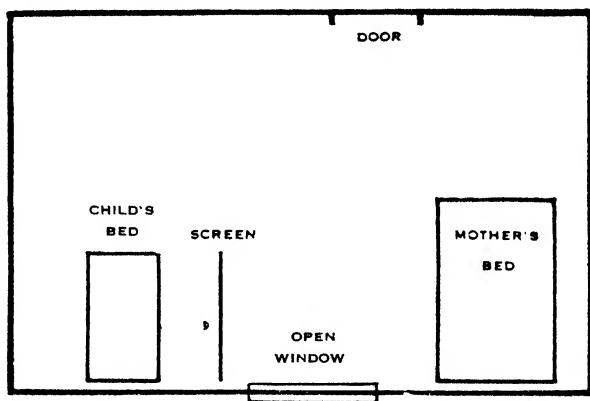 DOOR
CHILD'S
BED
SCREEN
MOTHER'S
BED
OPEN
WINDOW